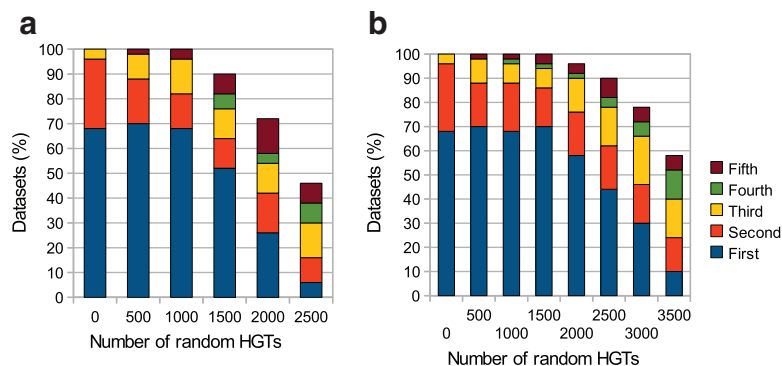 a
100
90
80
70
60
50
40
30
20
10
0
Datasets (%)
0 500 1000 1500 2000 2500
Number of random HGTs
b
100
90
80
70
60
50
40
30
20
10
0
Datasets (%)
500 1500 2500 3500
0 1000 2000 3000
Number of random HGTs
Fifth
Fourth
Third
Second
First